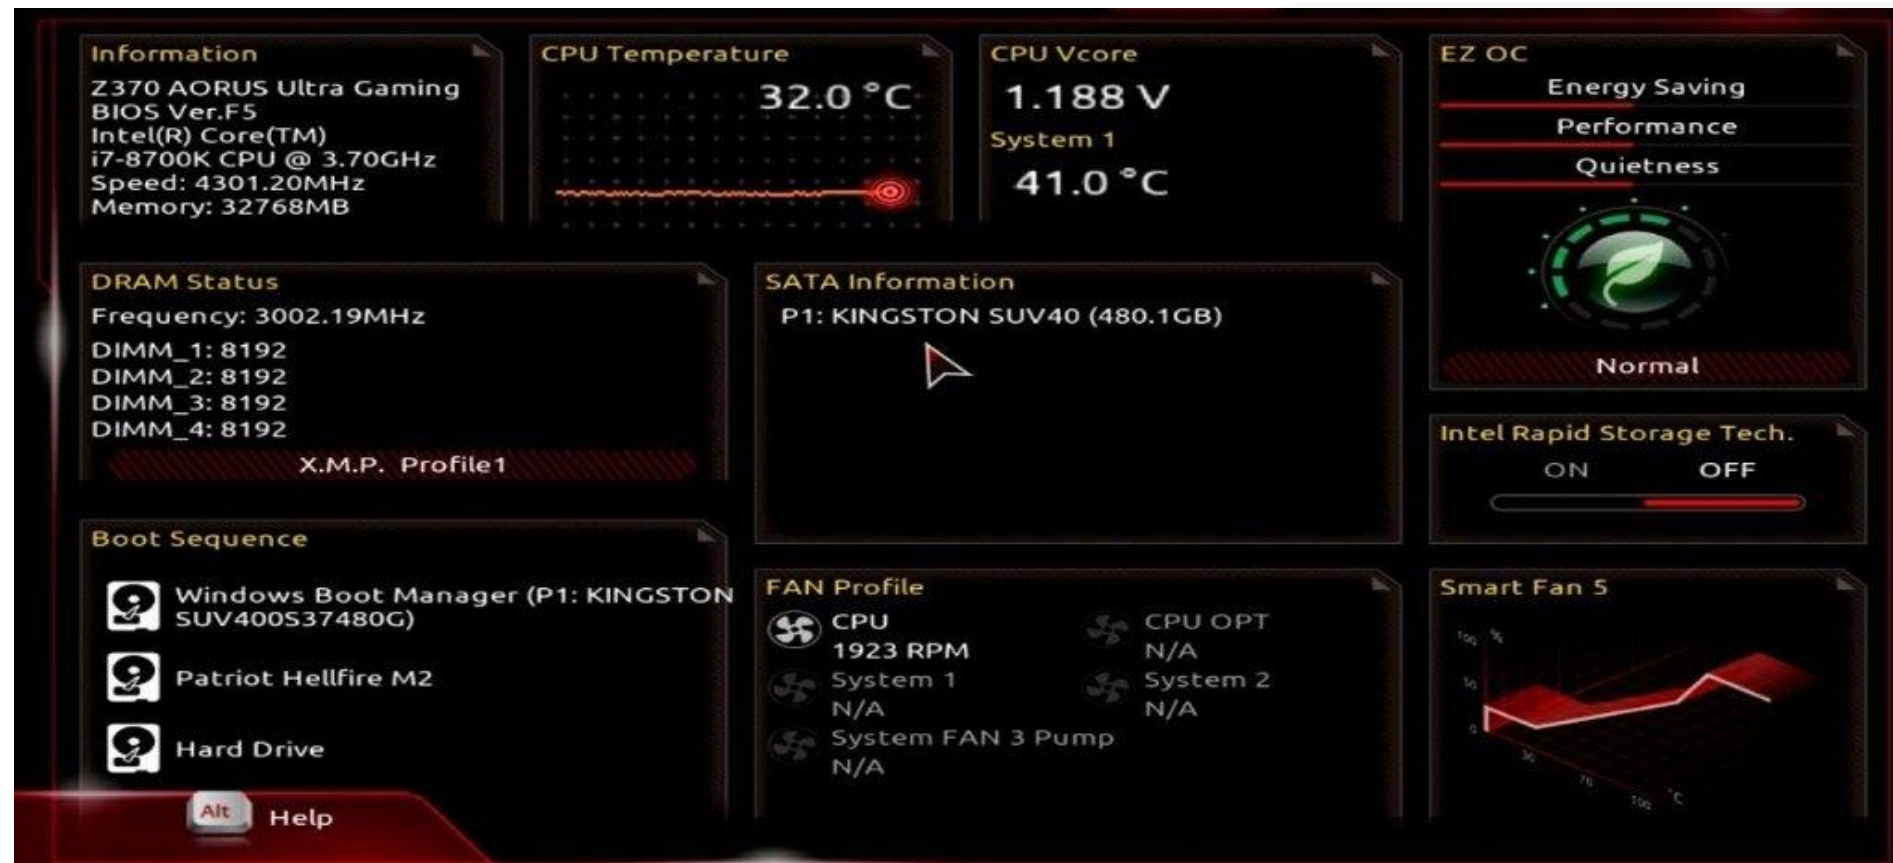 Information
Z370 AORUS Ultra Gaming
BIOS Ver.F5
Intel(R) Core(TM)
i7-8700K CPU @ 3.70GHz
Speed: 4301.20MHz
Memory: 32768MB
CPU Temperature
32.0 °C
CPU Vcore
1.188 V
System 1
41.0 °C
EZ OC
Energy Saving
Performance
Quietness
Normal
DRAM Status
Frequency: 3002.19MHz
DIMM_1: 8192
DIMM_2: 8192
DIMM_3: 8192
DIMM_4: 8192
X.M.P. Profile1
SATA Information
P1: KINGSTON SUV40 (480.1GB)
Intel Rapid Storage Tech.
ON OFF
Boot Sequence
Windows Boot Manager (P1: KINGSTON
SUV400S37480G)
Patriot Hellfire M2
Hard Drive
FAN Profile
CPU
1923 RPM
CPU OPT
N/A
System 1
N/A
System 2
N/A
System FAN 3 Pump
N/A
Smart Fan 5
100 %
50
0
70
100 °C
Alt Help